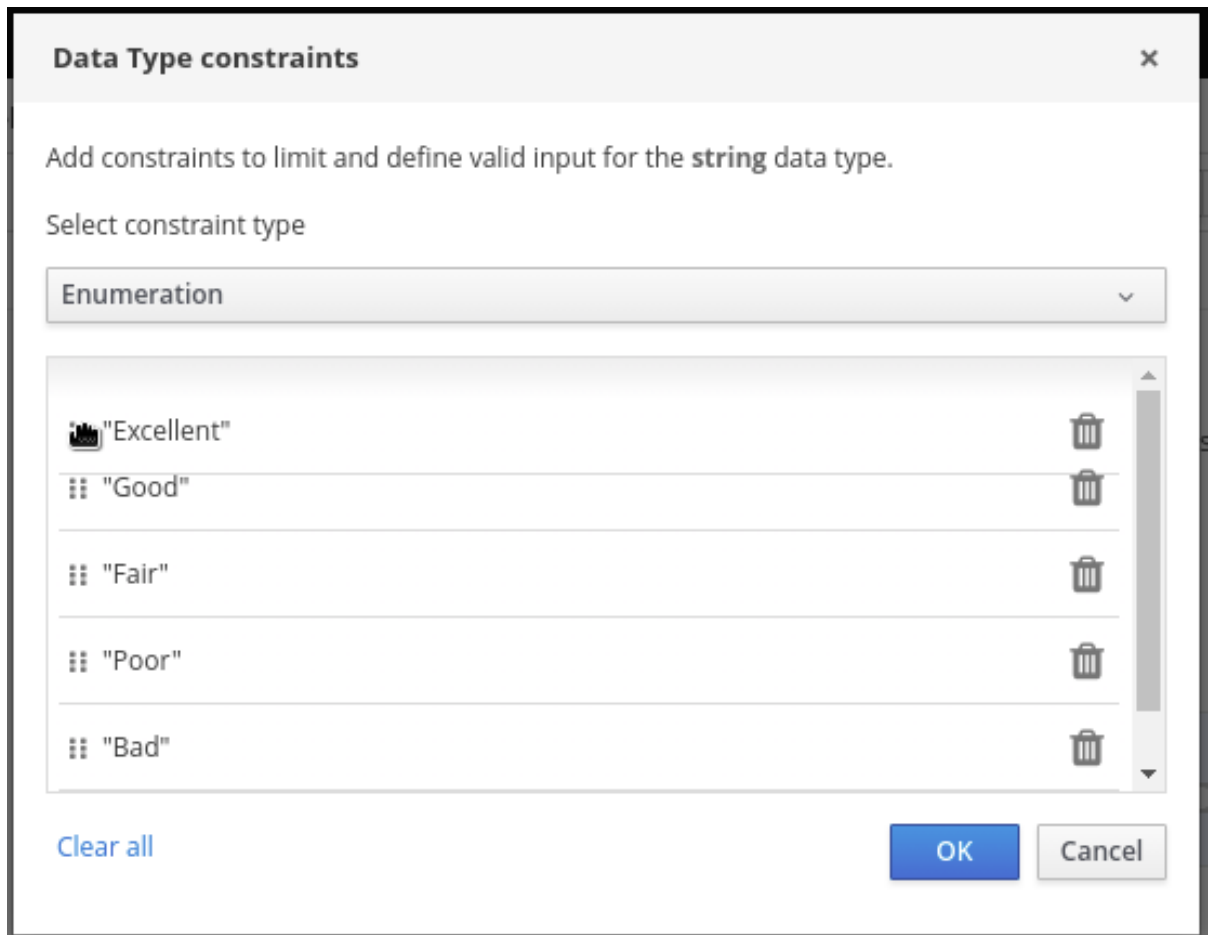 Data Type constraints
Add constraints to limit and define valid input for the string data type.
Select constraint type
Enumeration
"Excellent"
"Good"
"Fair"
"Poor"
"Bad"
Clear all
OK
Cancel